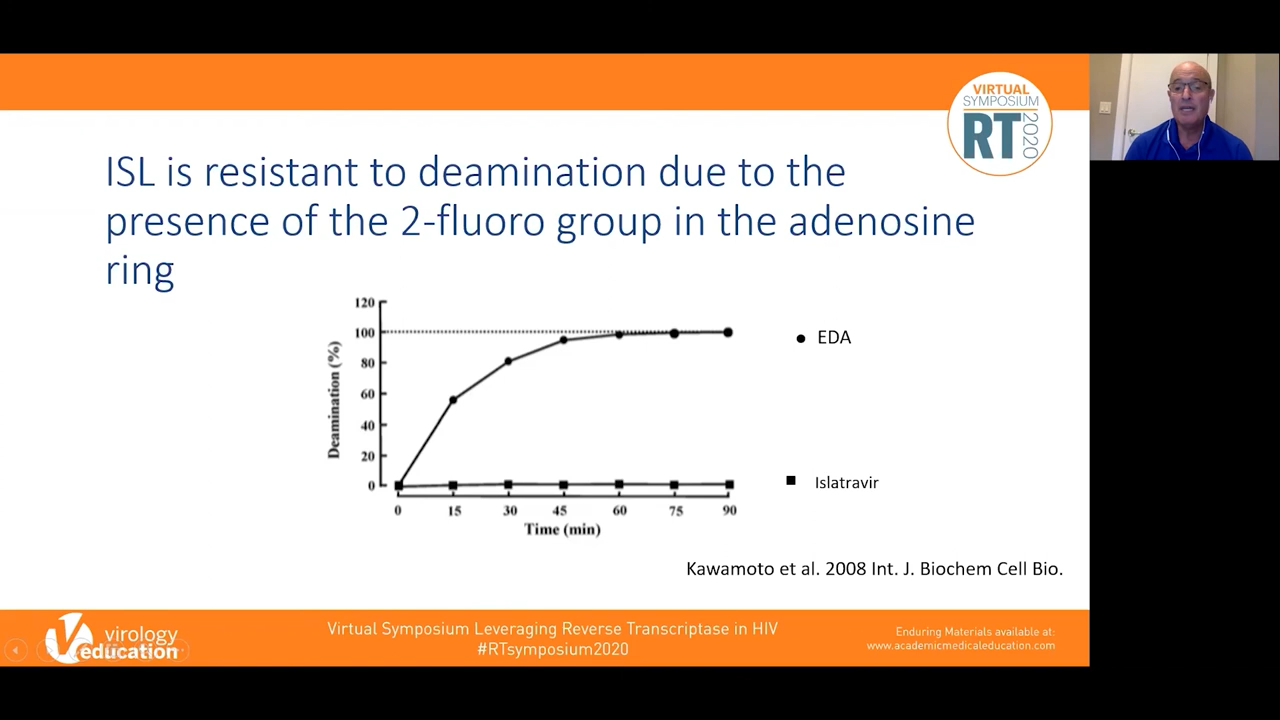 VIRTUAL
SYMPOSIUM
RT
2020
ISL is resistant to deamination due to the
presence of the 2-fluoro group in the adenosine
ring
120
100
80
60
40
20
0
Deamination (%)
0 15 30 45 60 75 90
Time (min)
EDA
Islatravir
Kawamoto et al. 2008 Int. J. Biochem Cell Bio.
virology
education
Virtual Symposium Leveraging Reverse Transcriptase in HIV
#RTsymposium2020
Enduring Materials available at:
www.academicmedicaleducation.com